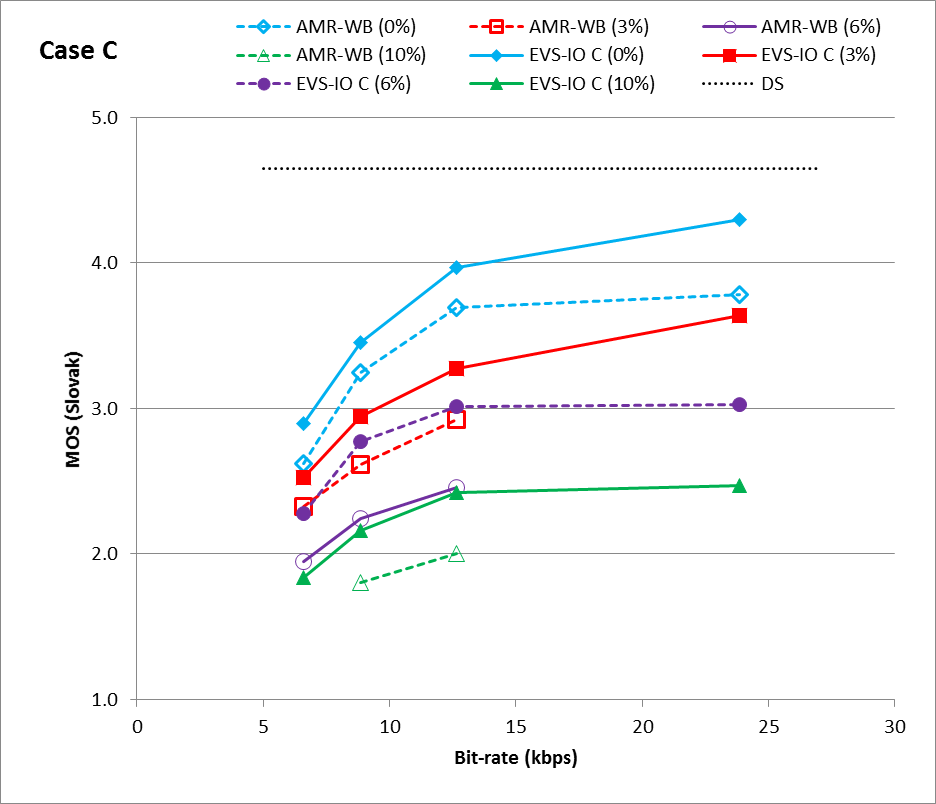 Case C
AMR-WB (0%) AMR-WB (3%) AMR-WB (6%)
AMR-WB (10%) EVS-IO C (0%) EVS-IO C (3%)
EVS-IO C (6%) EVS-IO C (10%) DS
5.0
4.0
3.0
2.0
1.0
MOS (Slovak)
0 5 10 15 20 25 30
Bit-rate (kbps)